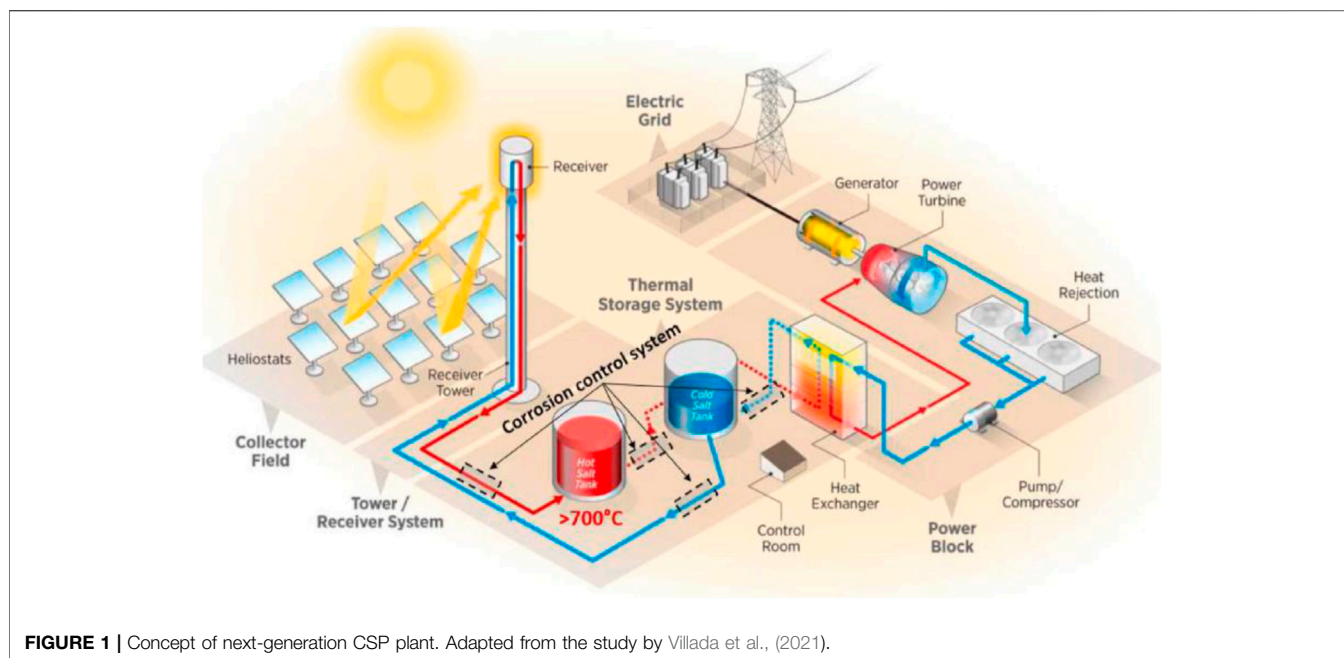 Electric
Grid
Receiver
Generator
Power
Turbine
Heat
Rejection
Thermal
Storage System
Heliostats
Receiver
Tower
Corrosion control system
Cold
Salt
Tank
Collector
Field
Hot
Salt
Tank
Tower /
Receiver System
>700°C
Control
Room
Heat
Exchanger
Pump/
Compressor
Power
Block
FIGURE 1 | Concept of next-generation CSP plant. Adapted from the study by Villada et al., (2021).